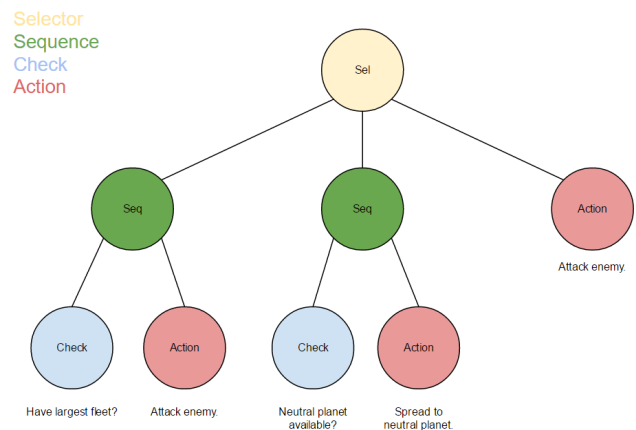 Selector
Sequence
Check
Action
Sel
Seq
Seq
Action
Attack enemy.
Check
Action
Check
Action
Have largest fleet?
Attack enemy.
Neutral planet
available?
Spread to
neutral planet.